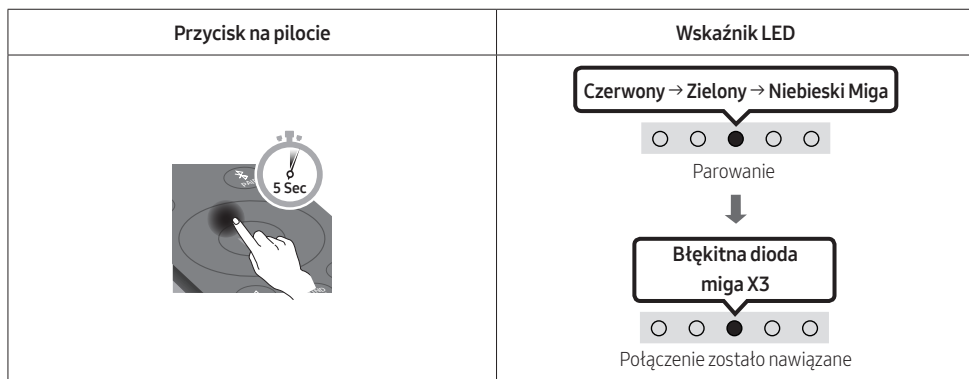 Przycisk na pilocie
Wskaźnik LED
5 Sec
Czerwony → Zielony → Niebieski Miga
Parowanie
Błękitna dioda
miga X3
Połączenie zostało nawiązane